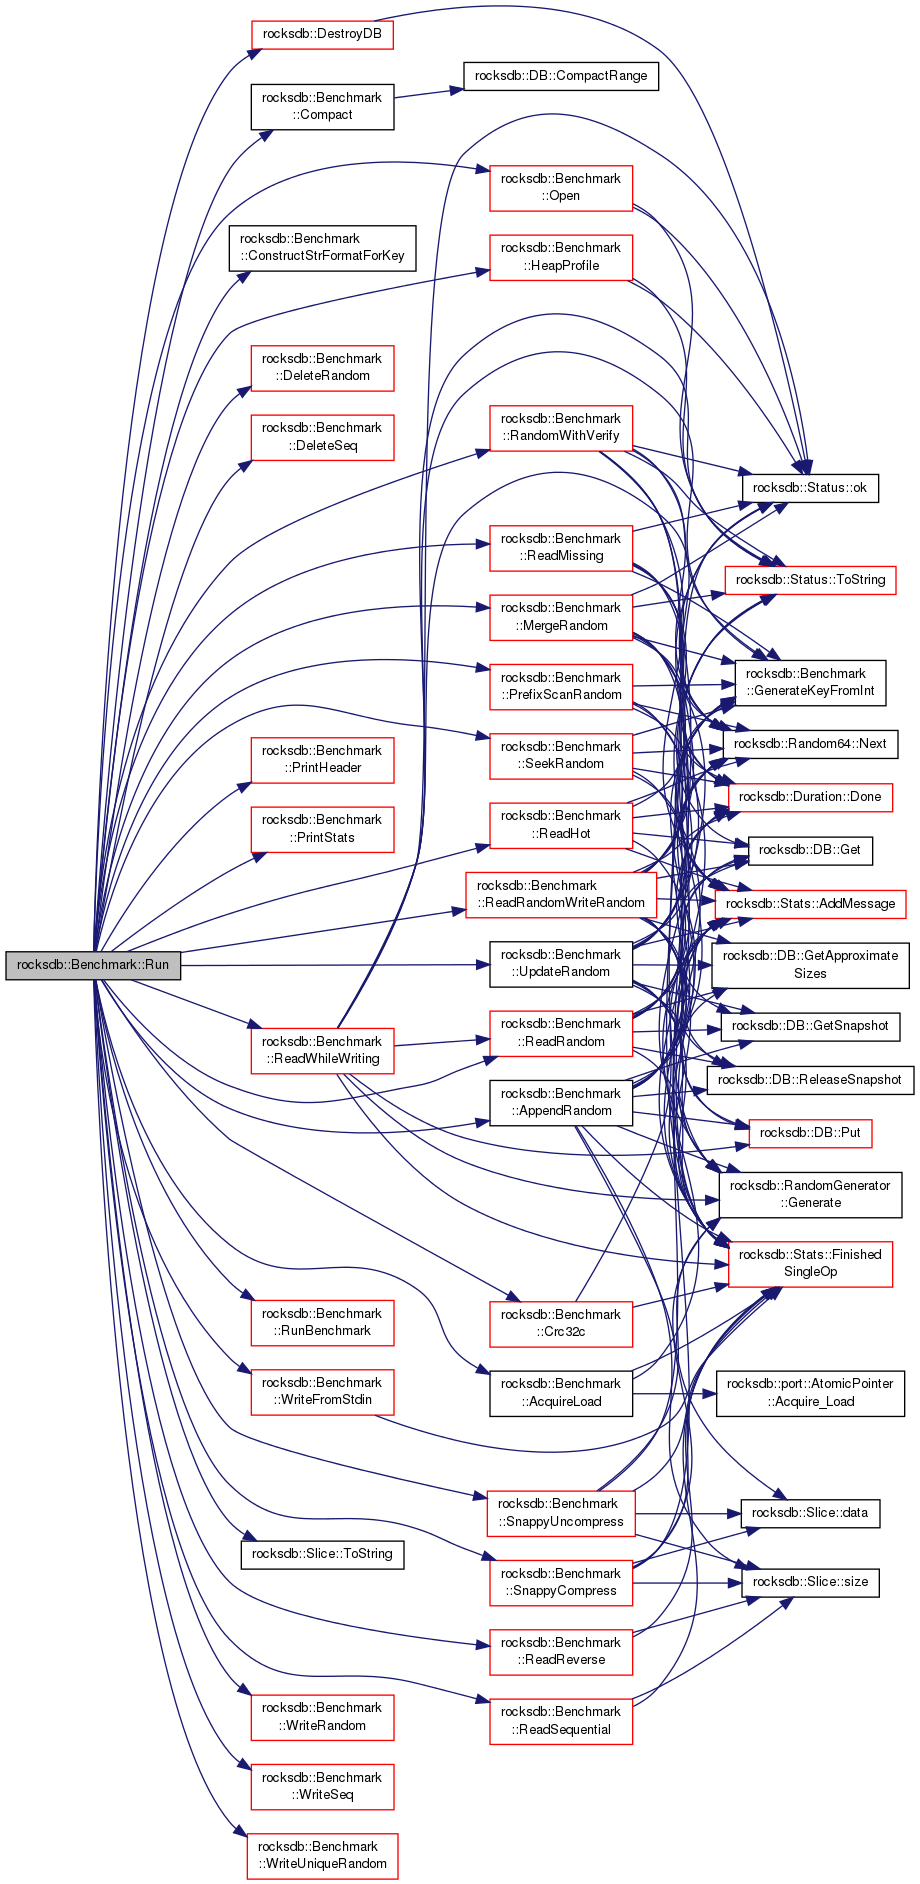 rocksdb::DestroyDB
rocksdb::DB::CompactRange
rocksdb::Benchmark
::Compact
rocksdb::Benchmark
::Open
rocksdb::Benchmark
::ConstructStrFormatForKey
rocksdb::Benchmark
::HeapProfile
rocksdb::Benchmark
::DeleteRandom
rocksdb::Benchmark
::DeleteSeq
rocksdb::Benchmark
::RandomWithVerify
rocksdb::Status::ok
rocksdb::Benchmark
::ReadMissing
rocksdb::Status::ToString
rocksdb::Benchmark
::MergeRandom
rocksdb::Benchmark
::PrefixScanRandom
rocksdb::Benchmark
::GenerateKeyFromInt
rocksdb::Benchmark
::PrintHeader
rocksdb::Benchmark
::SeekRandom
rocksdb::Random64::Next
rocksdb::Duration::Done
rocksdb::Benchmark
::PrintStats
rocksdb::Benchmark
::ReadHot
rocksdb::DB::Get
rocksdb::Benchmark
::ReadRandomWriteRandom
rocksdb::Stats::AddMessage
rocksdb::Benchmark::Run
rocksdb::Benchmark
::UpdateRandom
rocksdb::DB::GetApproximate
Sizes
rocksdb::Benchmark
::ReadWhileWriting
rocksdb::Benchmark
::ReadRandom
rocksdb::DB::GetSnapshot
rocksdb::DB::ReleaseSnapshot
rocksdb::Benchmark
::AppendRandom
rocksdb::DB::Put
rocksdb::RandomGenerator
::Generate
rocksdb::Stats::Finished
SingleOp
rocksdb::Benchmark
::RunBenchmark
rocksdb::Benchmark
::Crc32c
rocksdb::Benchmark
::WriteFromStdin
rocksdb::Benchmark
::AcquireLoad
rocksdb::port::AtomicPointer
::Acquire_Load
rocksdb::Benchmark
::SnappyUncompress
rocksdb::Slice::data
rocksdb::Slice::ToString
rocksdb::Benchmark
::SnappyCompress
rocksdb::Slice::size
rocksdb::Benchmark
::ReadReverse
rocksdb::Benchmark
::WriteRandom
rocksdb::Benchmark
::ReadSequential
rocksdb::Benchmark
::WriteSeq
rocksdb::Benchmark
::WriteUniqueRandom